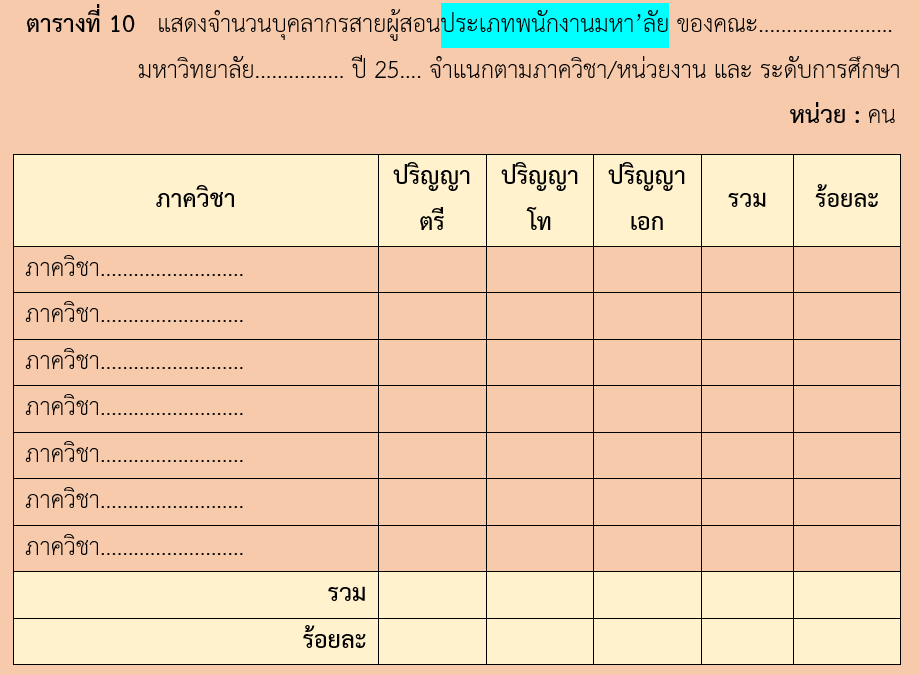 ตารางที่ 10 แสดงจำนวนบุคลากรสายผู้สอนประเภทพนักงานมหา’ลัย ของคณะ........................
มหาวิทยาลัย................ ปี 25.... จำแนกตามภาควิชา/หน่วยงาน และ ระดับการศึกษา
หน่วย : คน
ภาควิชา ปริญญา ปริญญา ปริญญา รวม ร้อยละ
ตรี โท เอก
ภาควิชา..........................
ภาควิชา..........................
ภาควิชา..........................
ภาควิชา..........................
ภาควิชา..........................
ภาควิชา..........................
ภาควิชา..........................
รวม
ร้อยละ